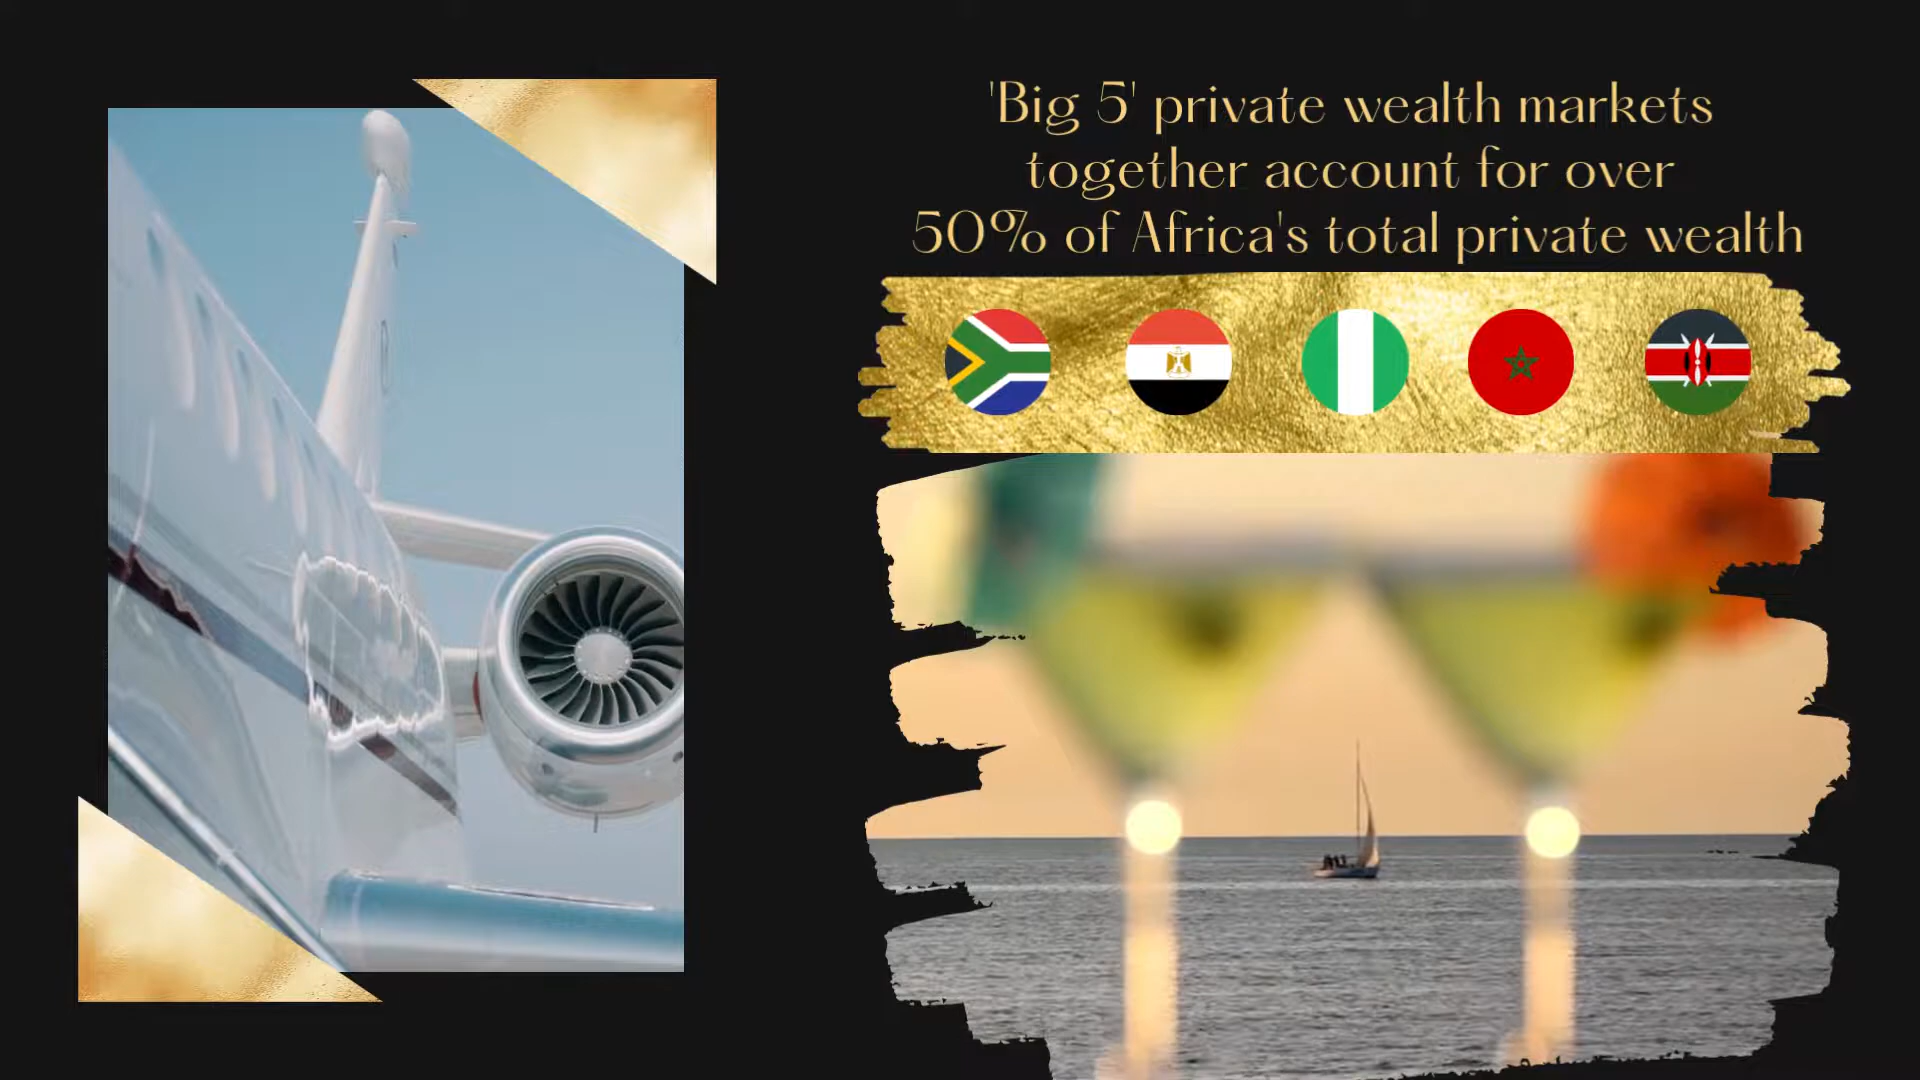 'Big 5' private wealth markets
together account for over
50% of Africa's total private wealth